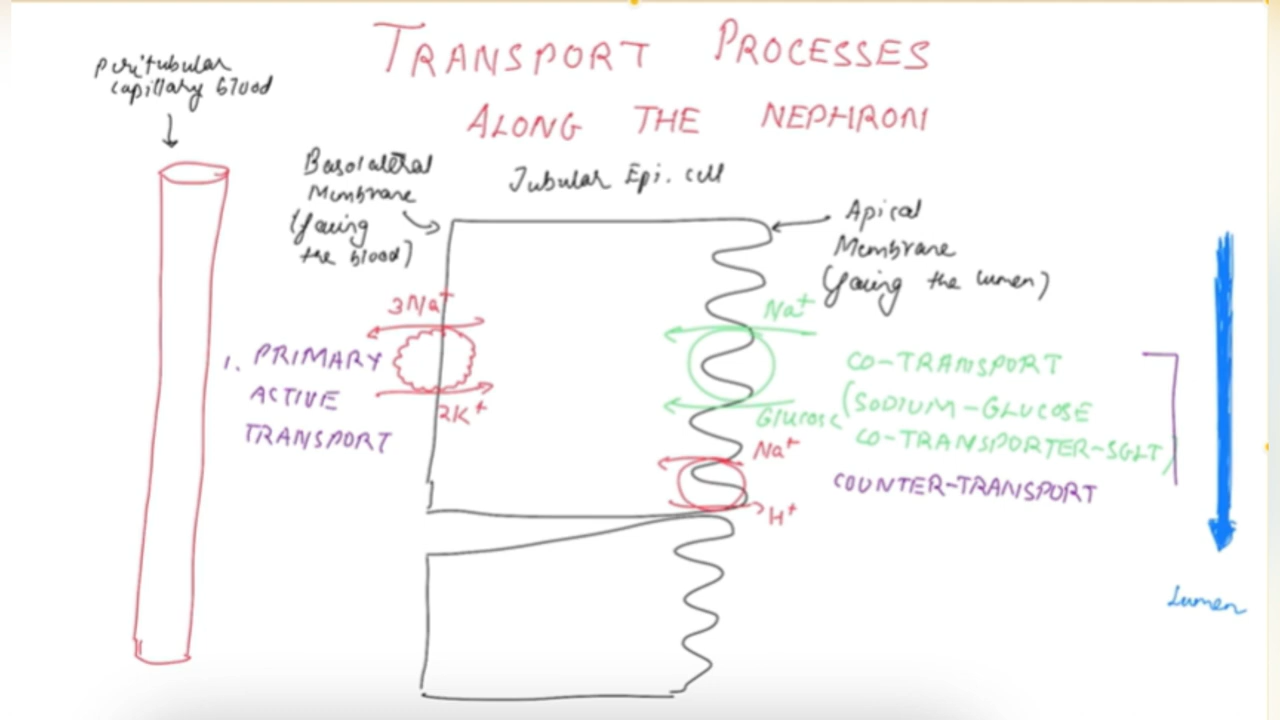 TRANSPORT PROCESSES
ALONG THE NEPHRON
peritubular
capillary blood
Basolateral
Membrane
(facing
the blood)
Tubular Epi. cell
Apical
Membrane
(facing the lumen)
3Na+
2K+
1. PRIMARY
ACTIVE
TRANSPORT
Na+
Glucose
CO-TRANSPORT
(SODIUM-GLUCOSE
CO-TRANSPORTER-SGLT)
Na+
H+
COUNTER-TRANSPORT
Lumen